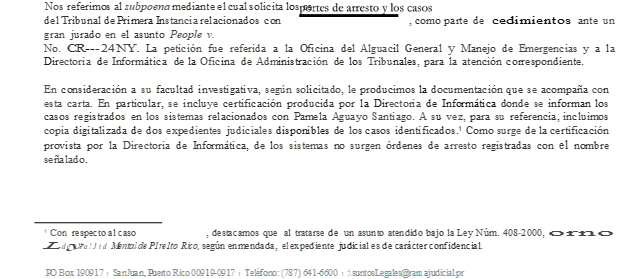 Nos referimos al subpoena mediante el cual solicita los partes de arresto y los casos
del Tribunal de Primera Instancia relacionados con , como parte de cedimientos ante un
gran jurado en el asunto People v.
No. CR---24NY. La petición fue referida a la Oficina del Alguacil General y Manejo de Emergencias y a la
Directoria de Informática de la Oficina de Administración de los Tribunales, para la atención correspondiente.
En consideración a su facultad investigativa, según solicitado, le producimos la documentación que se acompaña con
esta carta. En particular, se incluye certificación producida por la Directoria de Informática donde se informan los
casos registrados en los sistemas relacionados con Pamela Aguayo Santiago. A su vez, para su referencia, incluimos
copia digitalizada de dos expedientes judiciales disponibles de los casos identificados.¹ Como surge de la certificación
provista por la Directoria de Informática, de los sistemas no surgen órdenes de arresto registradas con el nombre
señalado.
¹ Con respecto al caso , destacamos que al tratarse de un asunto atendido bajo la Ley Núm. 408-2000,
Mental de Puerto Rico, según enmendada, el expediente judicial es de carácter confidencial.
PO Box 190917 | San Juan, Puerto Rico 00919-0917 | Teléfono: (787) 641-6600 |